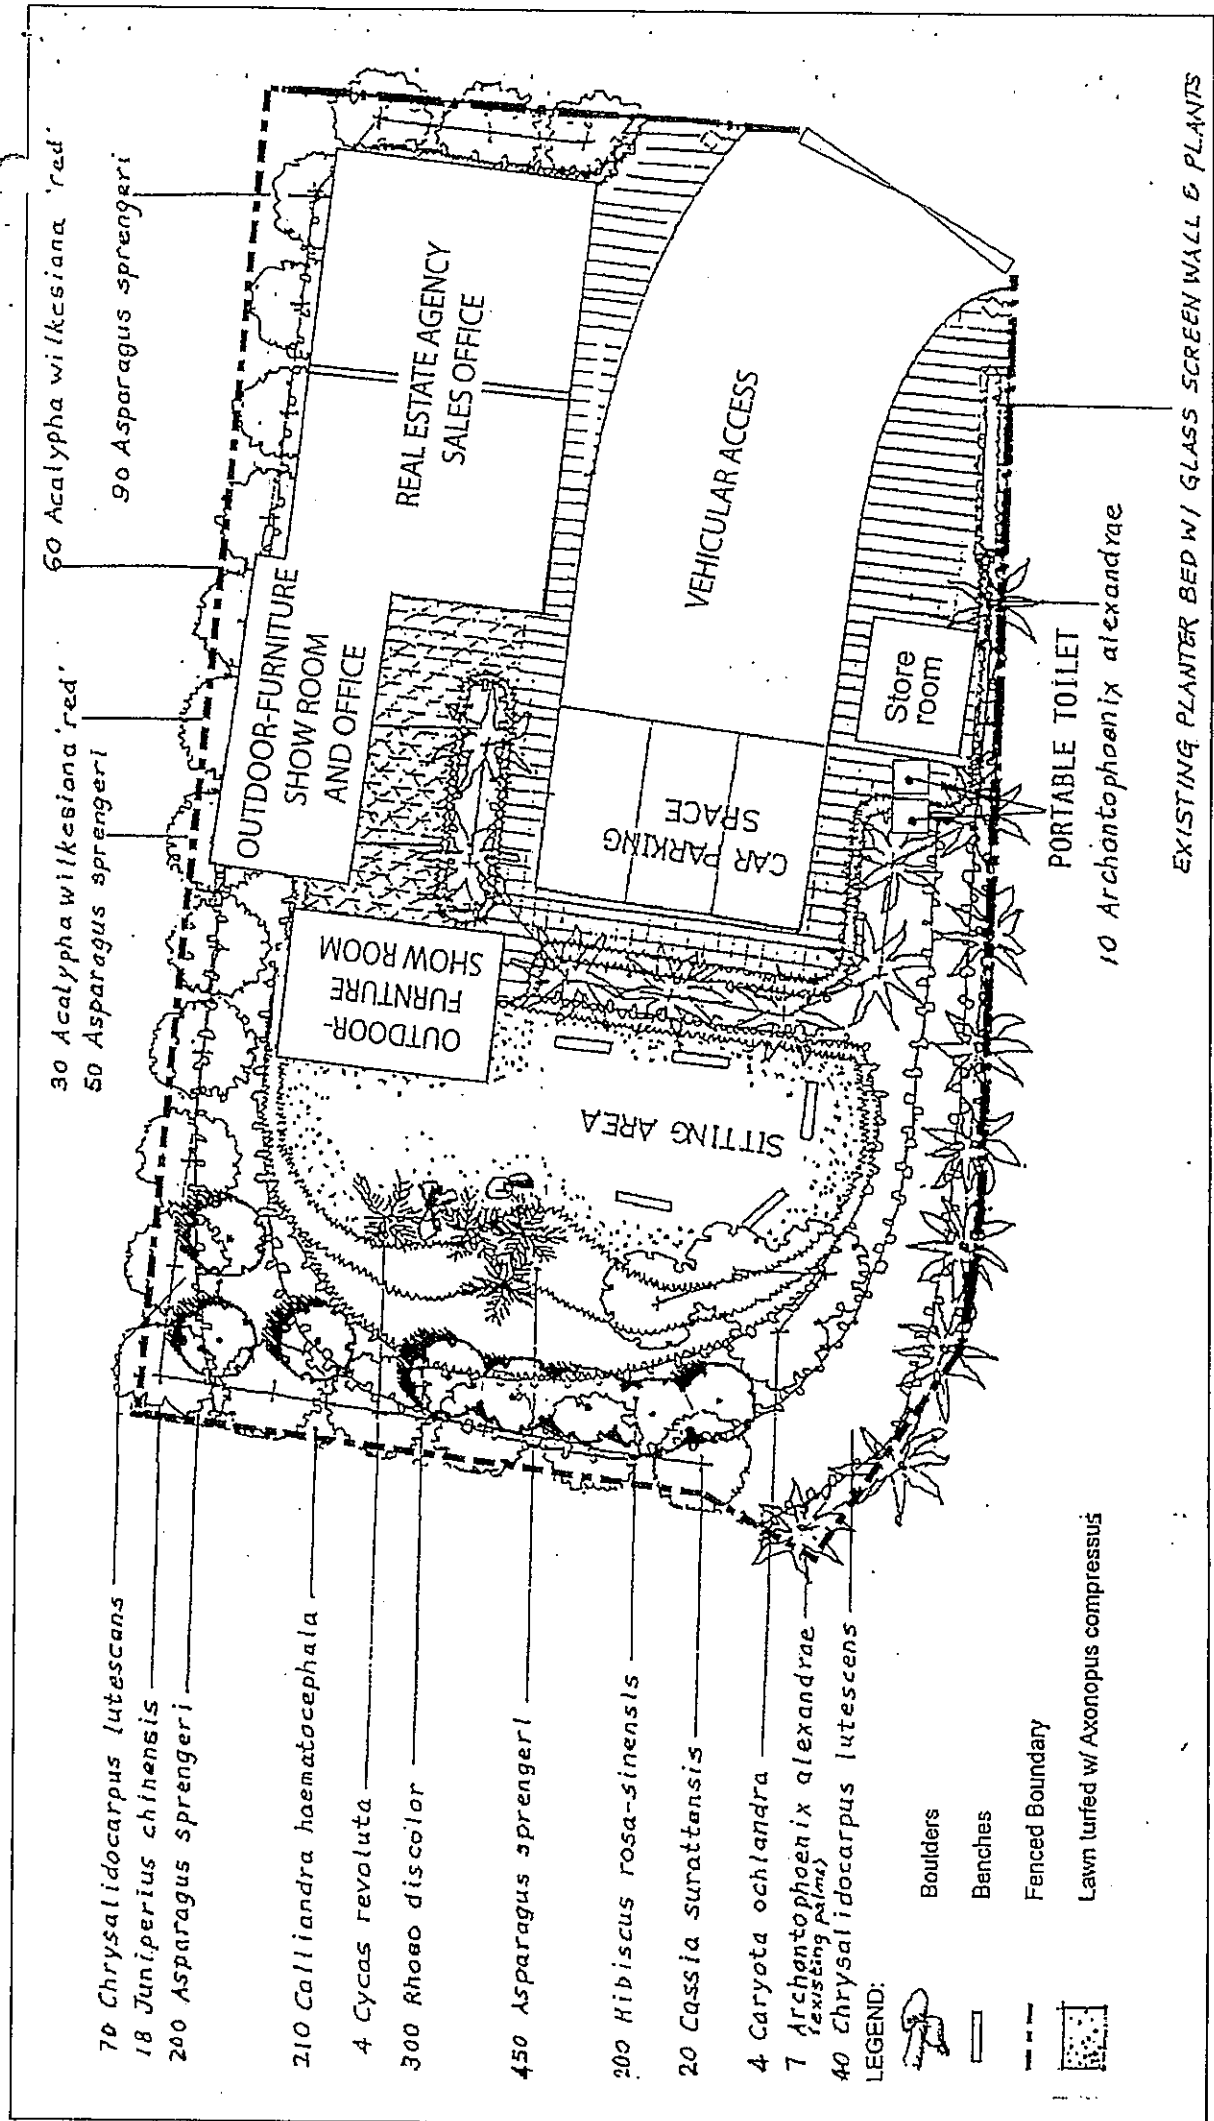 60 Acalypha wilkesiana 'red'
90 Asparagus sprengeri
30 Acalypha wilkesiana 'red'
50 Asparagus sprengeri
70 Chrysalidocarpus lutescans
18 Juniperius chinensis
200 Asparagus sprengeri
210 Calliandra haematocephala
4 Cycas revoluta
300 Rhoeo discolor
450 Asparagus sprengeri
200 Hibiscus rosa-sinensis
20 Cassia surattensis
4 Caryota ochlandra
7 Archontophoenix alexandrae
(existing palms)
40 Chrysalidocarpus lutescens
OUTDOOR-FURNITURE
SHOW ROOM
AND OFFICE
REAL ESTATE AGENCY
SALES OFFICE
OUTDOOR-
FURNITURE
SHOW ROOM
SITTING AREA
CAR PARKING
SPACE
VEHICULAR ACCESS
Store
room
PORTABLE TOILET
10 Archantophoenix alexandrae
EXISTING PLANTER BED W/ GLASS SCREEN WALL & PLANTS
LEGEND:
Boulders
Benches
Fenced Boundary
Lawn turfed w/ Axonopus compressus